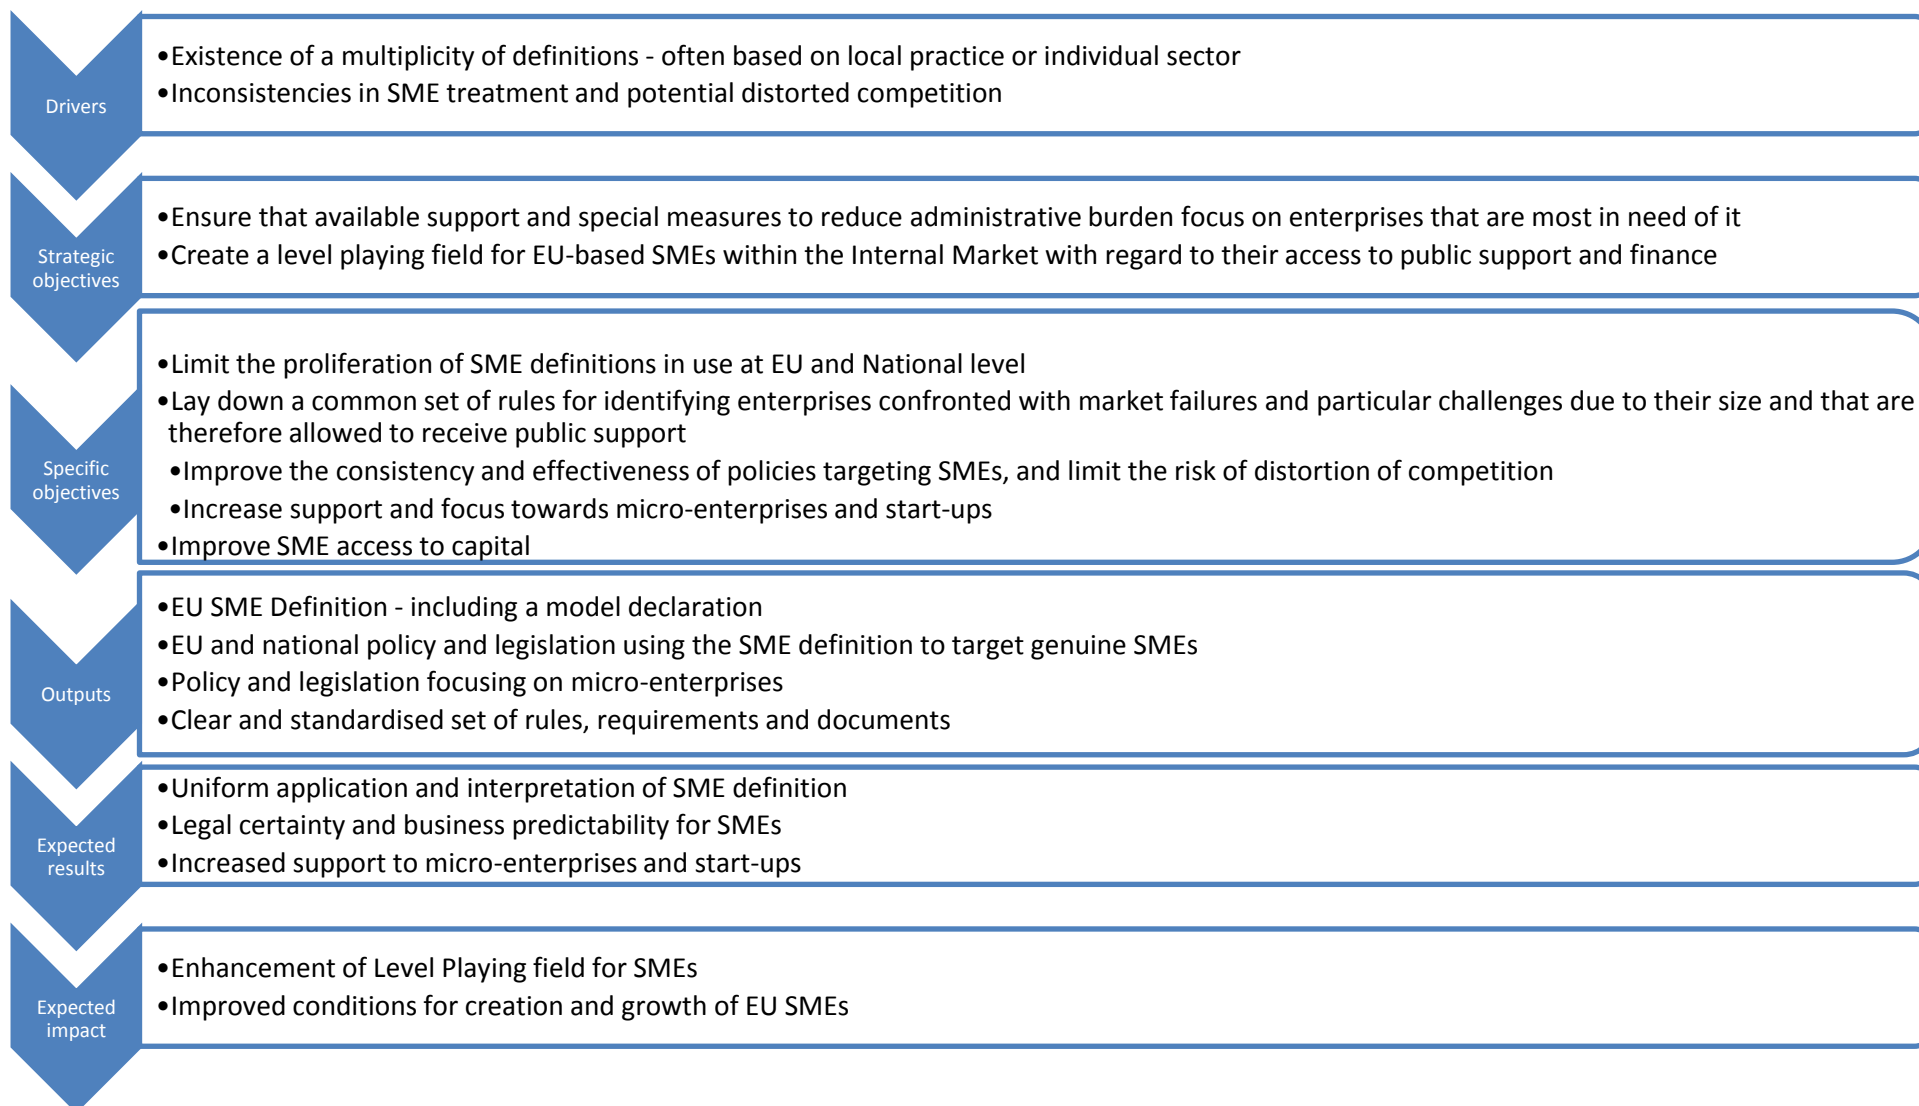 Drivers
•Existence of a multiplicity of definitions - often based on local practice or individual sector
•Inconsistencies in SME treatment and potential distorted competition
Strategic
objectives
•Ensure that available support and special measures to reduce administrative burden focus on enterprises that are most in need of it
•Create a level playing field for EU-based SMEs within the Internal Market with regard to their access to public support and finance
Specific
objectives
•Limit the proliferation of SME definitions in use at EU and National level
•Lay down a common set of rules for identifying enterprises confronted with market failures and particular challenges due to their size and that are
therefore allowed to receive public support
•Improve the consistency and effectiveness of policies targeting SMEs, and limit the risk of distortion of competition
•Increase support and focus towards micro-enterprises and start-ups
•Improve SME access to capital
Outputs
•EU SME Definition - including a model declaration
•EU and national policy and legislation using the SME definition to target genuine SMEs
•Policy and legislation focusing on micro-enterprises
•Clear and standardised set of rules, requirements and documents
Expected
results
•Uniform application and interpretation of SME definition
•Legal certainty and business predictability for SMEs
•Increased support to micro-enterprises and start-ups
Expected
impact
•Enhancement of Level Playing field for SMEs
•Improved conditions for creation and growth of EU SMEs